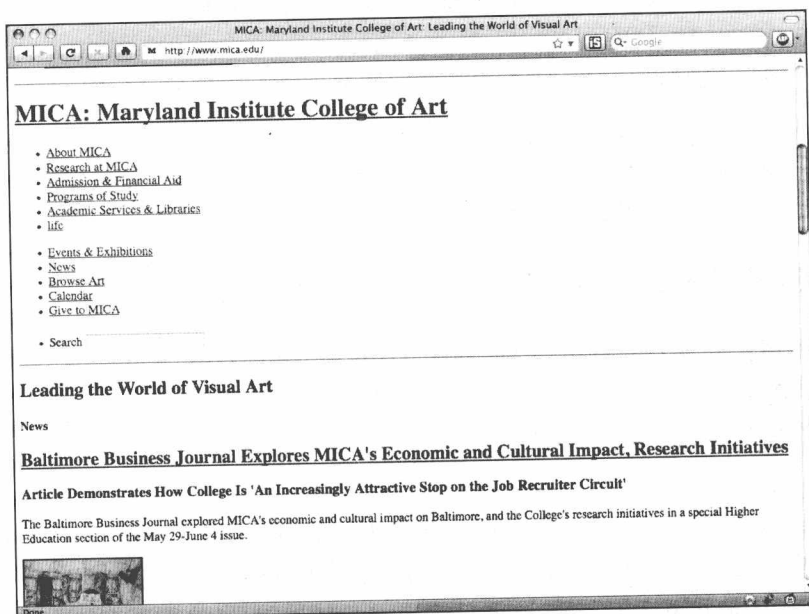 MICA: Maryland Institute College of Art: Leading the World of Visual Art
M http://www.mica.edu/
Google
MICA: Maryland Institute College of Art
• About MICA
• Research at MICA
• Admission & Financial Aid
• Programs of Study
• Academic Services & Libraries
• life
• Events & Exhibitions
• News
• Browse Art
• Calendar
• Give to MICA
• Search
Leading the World of Visual Art
News
Baltimore Business Journal Explores MICA's Economic and Cultural Impact, Research Initiatives
Article Demonstrates How College Is 'An Increasingly Attractive Stop on the Job Recruiter Circuit'
The Baltimore Business Journal explored MICA's economic and cultural impact on Baltimore, and the College's research initiatives in a special Higher
Education section of the May 29-June 4 issue.
Done